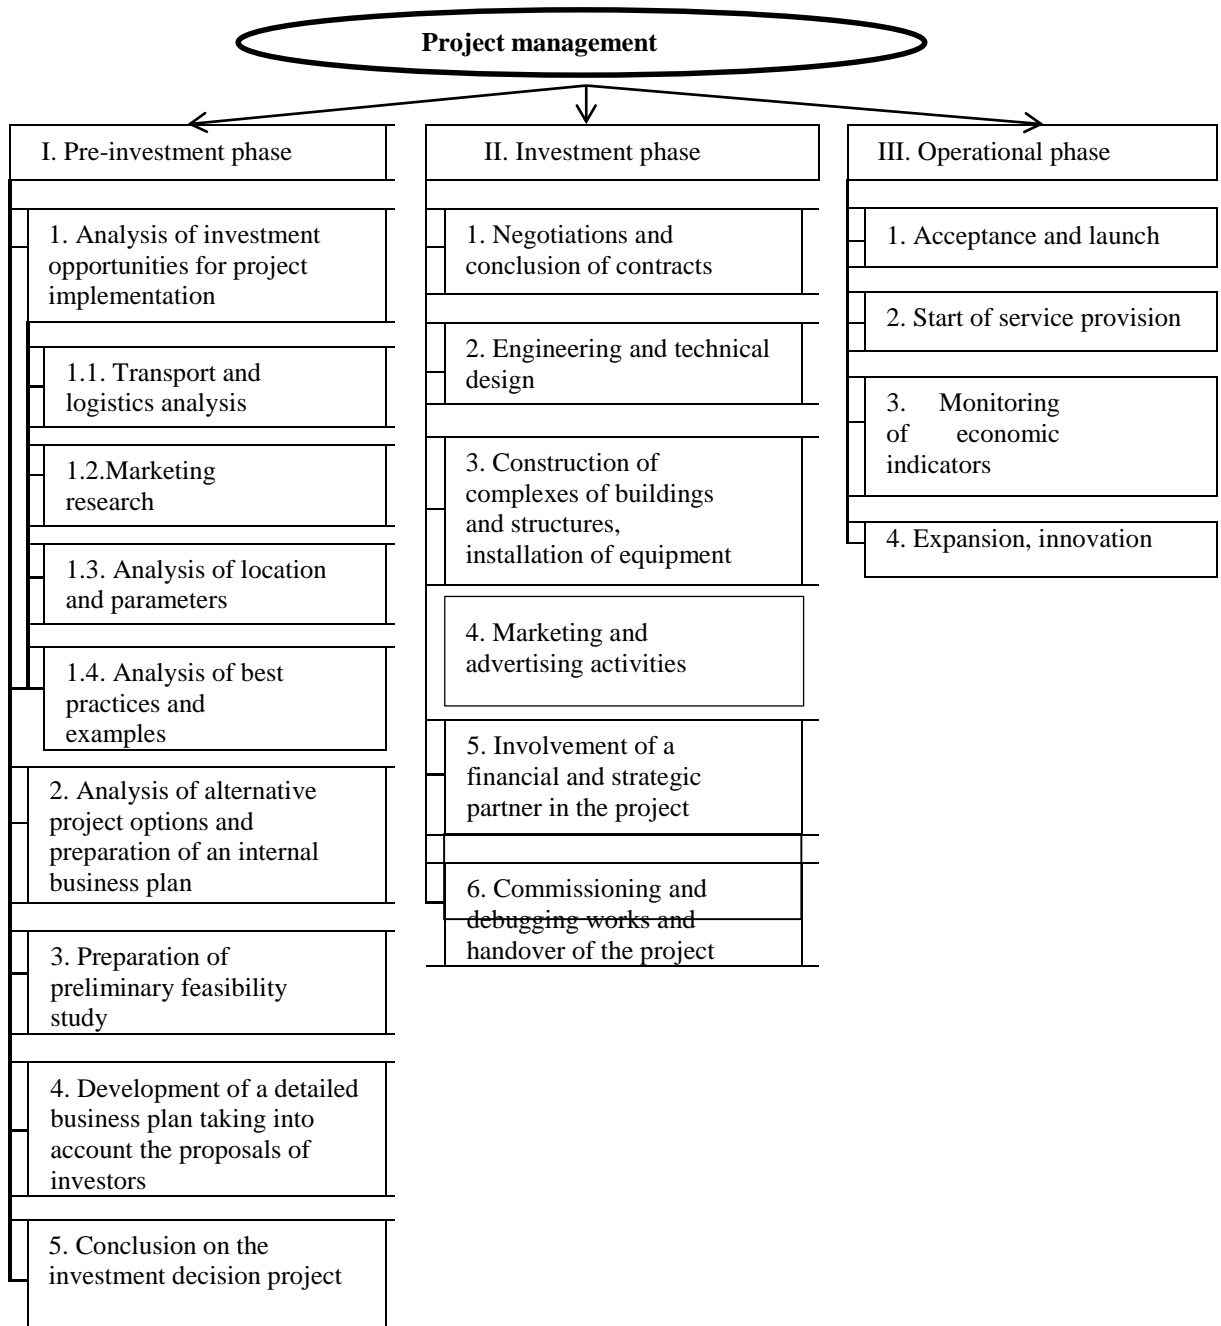 Project management
I. Pre-investment phase
1. Analysis of investment
opportunities for project
implementation
1.1. Transport and
logistics analysis
1.2.Marketing
research
1.3. Analysis of location
and parameters
1.4. Analysis of best
practices and
examples
2. Analysis of alternative
project options and
preparation of an internal
business plan
3. Preparation of
preliminary feasibility
study
4. Development of a detailed
business plan taking into
account the proposals of
investors
5. Conclusion on the
investment decision project
II. Investment phase
1. Negotiations and
conclusion of contracts
2. Engineering and technical
design
3. Construction of
complexes of buildings
and structures,
installation of equipment
4. Marketing and
advertising activities
5. Involvement of a
financial and strategic
partner in the project
6. Commissioning and
debugging works and
handover of the project
III. Operational phase
1. Acceptance and launch
2. Start of service provision
3. Monitoring
of economic
indicators
4. Expansion, innovation